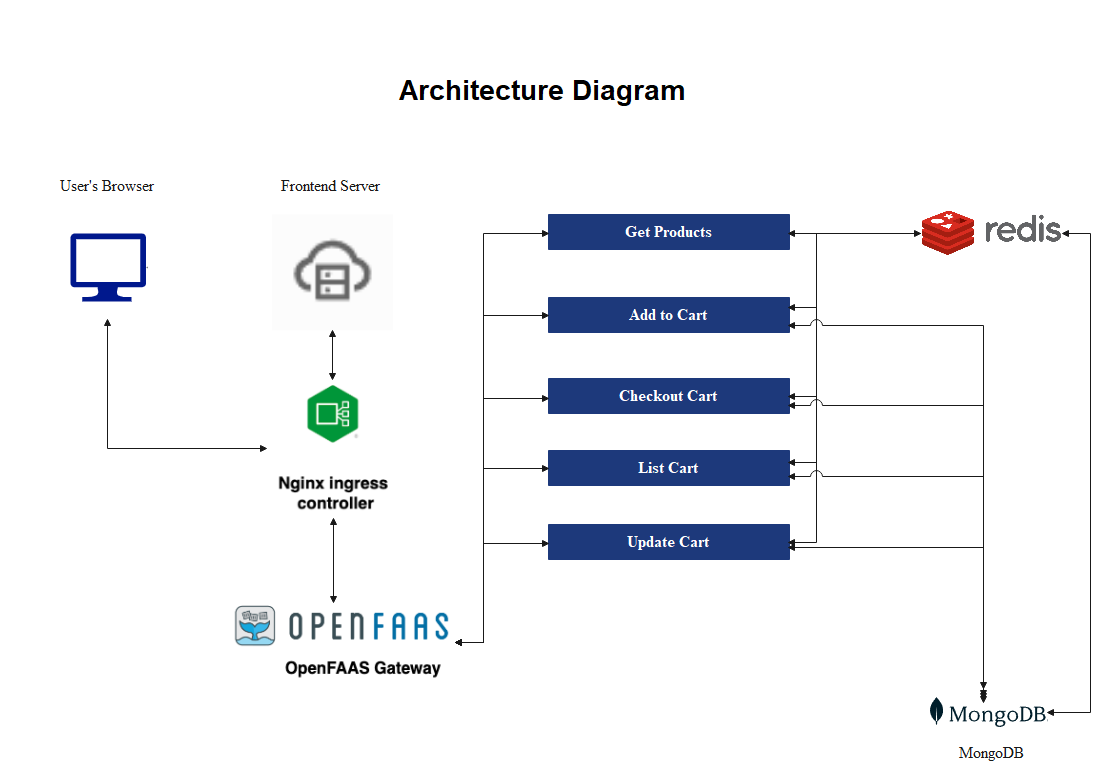 Architecture Diagram
User's Browser
Frontend Server
Get Products
redis
Add to Cart
Checkout Cart
List Cart
Nginx ingress
controller
Update Cart
OPENFAAS
OpenFAAS Gateway
MongoDB
MongoDB